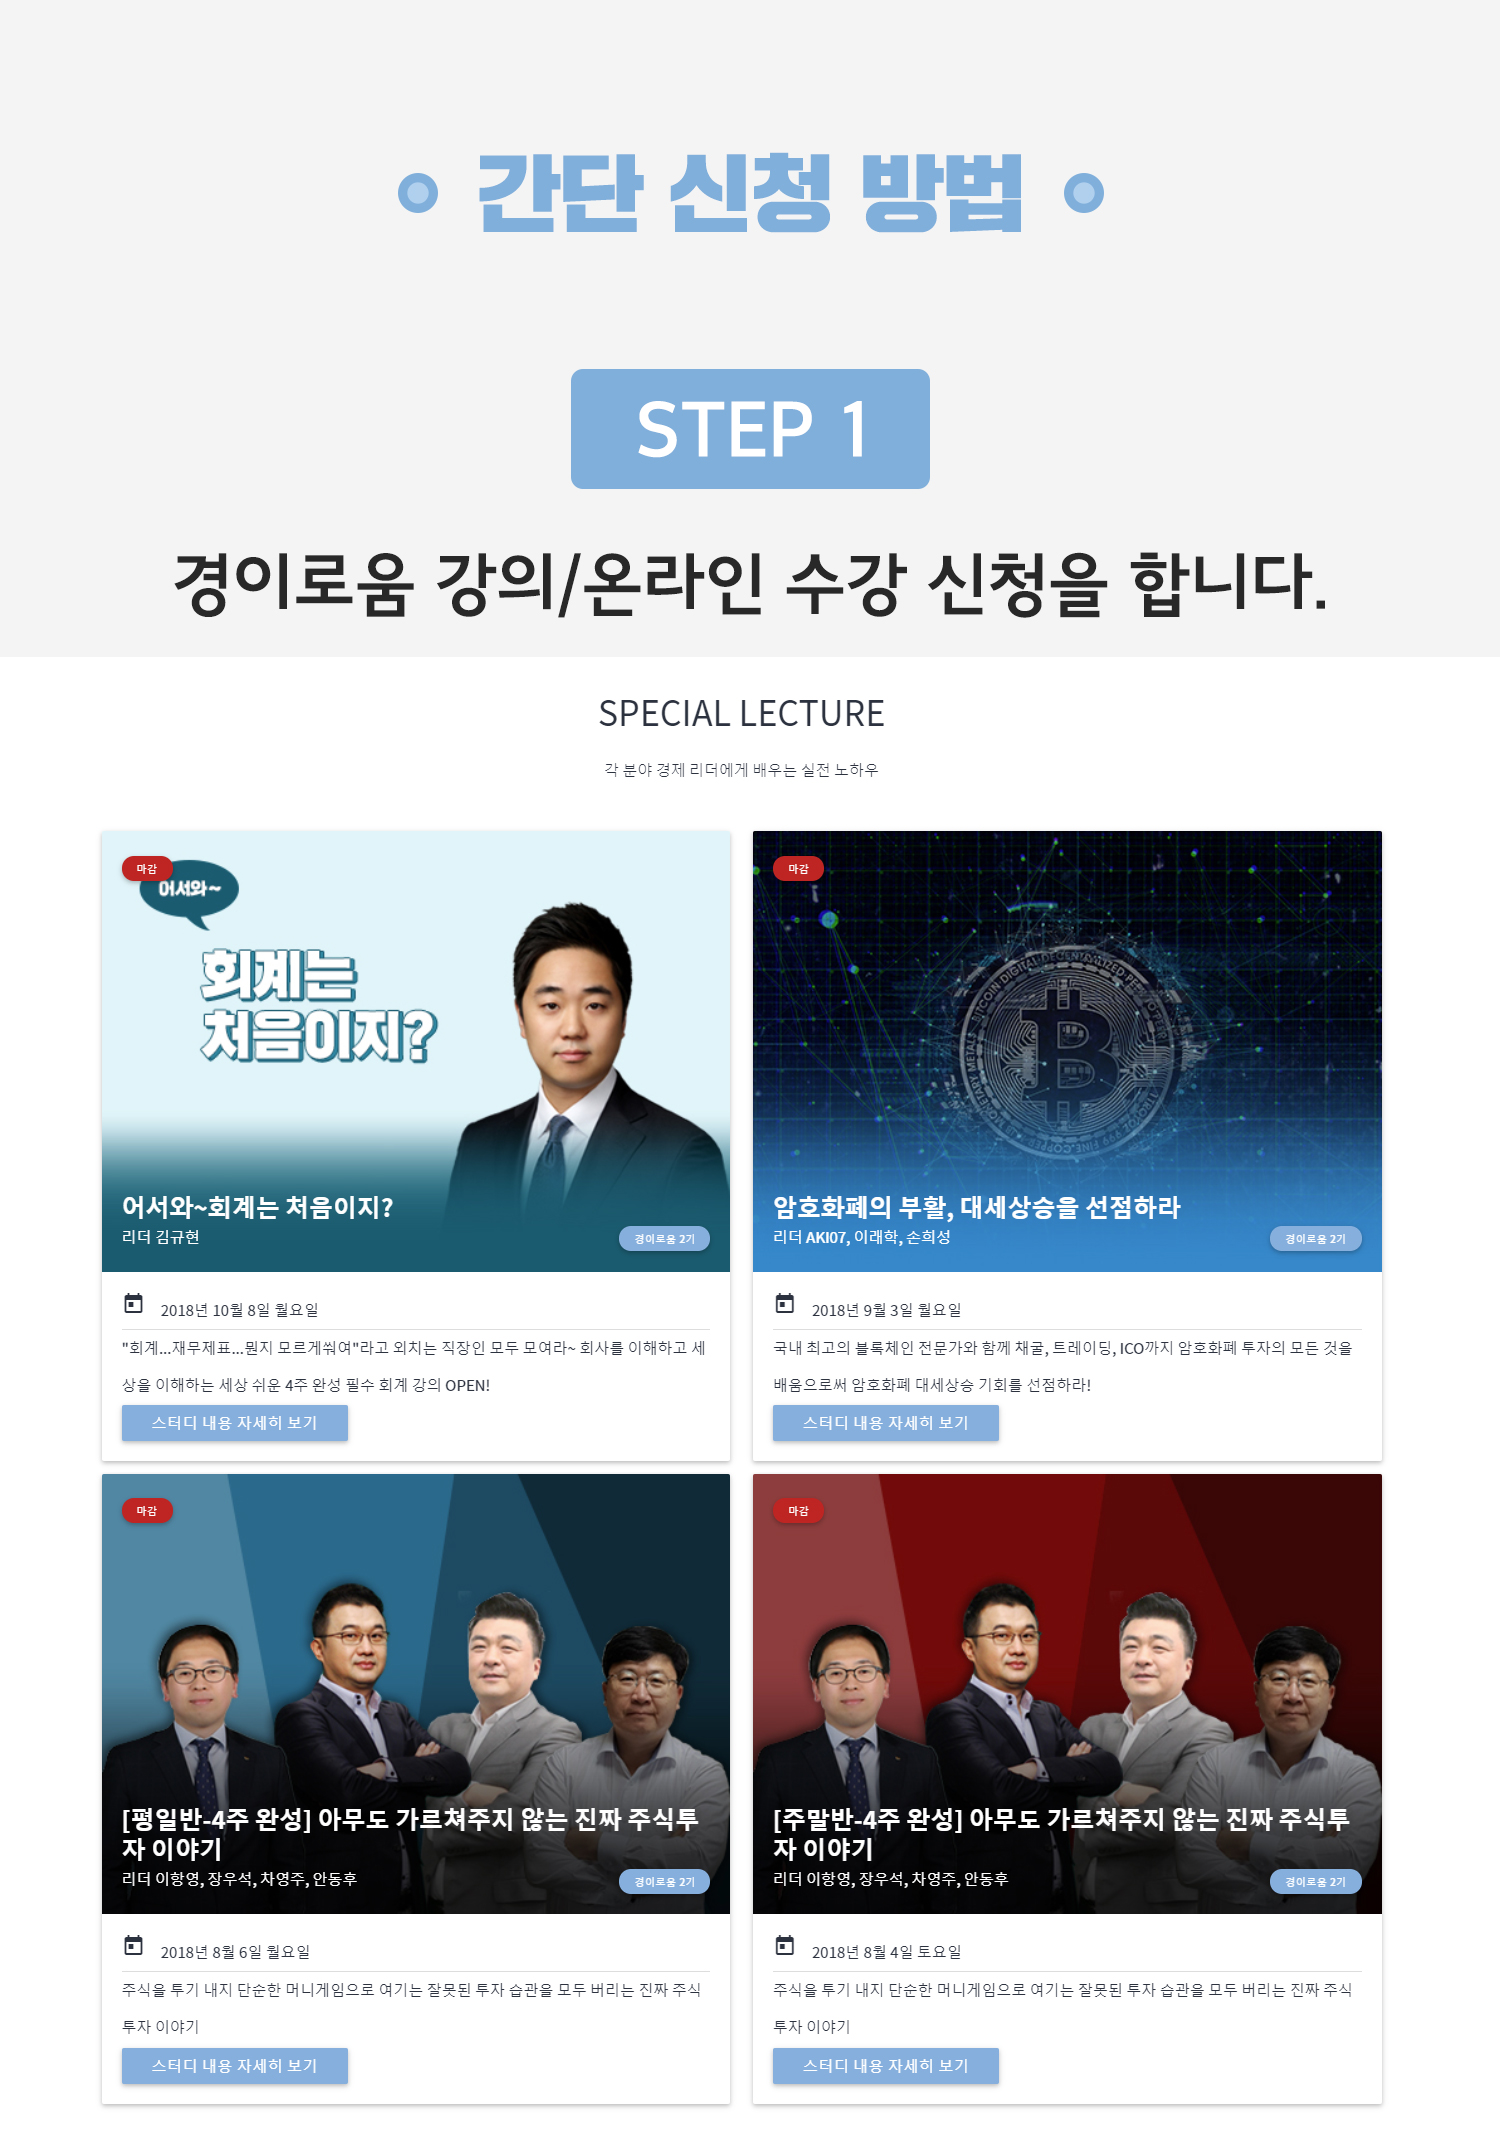 간단 신청 방법
STEP 1
경이로움 강의/온라인 수강 신청을 합니다.
SPECIAL LECTURE
각 분야 경제 리더에게 배우는 실전 노하우
마감
어서와~
회계는
처음이지?
어서와~회계는 처음이지?
리더 김규현
경이로움 2기
2018년 10월 8일 월요일
"회계...재무제표...뭔지 모르게쒀여"라고 외치는 직장인 모두 모여라~ 회사를 이해하고 세
상을 이해하는 세상 쉬운 4주 완성 필수 회계 강의 OPEN!
스터디 내용 자세히 보기
마감
BITCOIN DIGITAL DECENTRALIZED PE
암호화폐의 부활, 대세상승을 선점하라
리더 AKI07, 이래학, 손희성
경이로움 2기
2018년 9월 3일 월요일
국내 최고의 블록체인 전문가와 함께 채굴, 트레이딩, ICO까지 암호화폐 투자의 모든 것을
배움으로써 암호화폐 대세상승 기회를 선점하라!
스터디 내용 자세히 보기
마감
[평일반-4주 완성] 아무도 가르쳐주지 않는 진짜 주식투
자 이야기
리더 이항영, 장우석, 차영주, 안동후
경이로움 2기
2018년 8월 6일 월요일
주식을 투기 내지 단순한 머니게임으로 여기는 잘못된 투자 습관을 모두 버리는 진짜 주식
투자 이야기
스터디 내용 자세히 보기
마감
[주말반-4주 완성] 아무도 가르쳐주지 않는 진짜 주식투
자 이야기
리더 이항영, 장우석, 차영주, 안동후
경이로움 2기
2018년 8월 4일 토요일
주식을 투기 내지 단순한 머니게임으로 여기는 잘못된 투자 습관을 모두 버리는 진짜 주식
투자 이야기
스터디 내용 자세히 보기